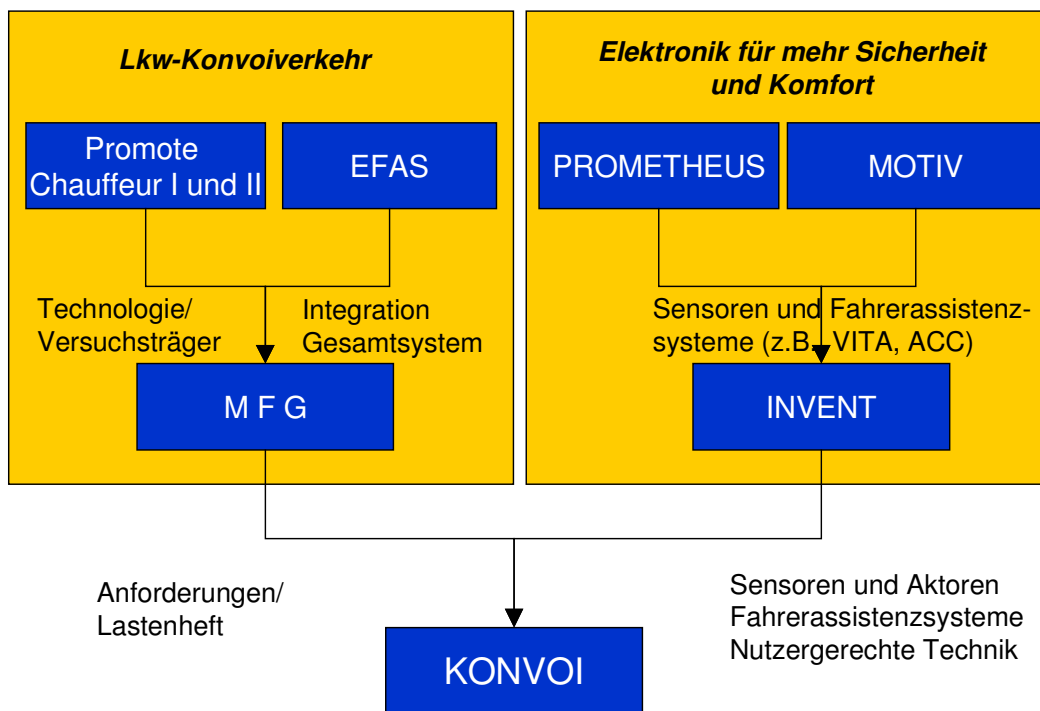 Lkw-Konvoiverkehr
Promote
Chauffeur I und II
EFAS
Technologie/
Versuchsträger
Integration
Gesamtsystem
M F G
Elektronik für mehr Sicherheit
und Komfort
PROMETHEUS
MOTIV
Sensoren und Fahrerassistenz-
systeme (z.B. VITA, ACC)
INVENT
Anforderungen/
Lastenheft
Sensoren und Aktoren
Fahrerassistenzsysteme
Nutzergerechte Technik
KONVOI